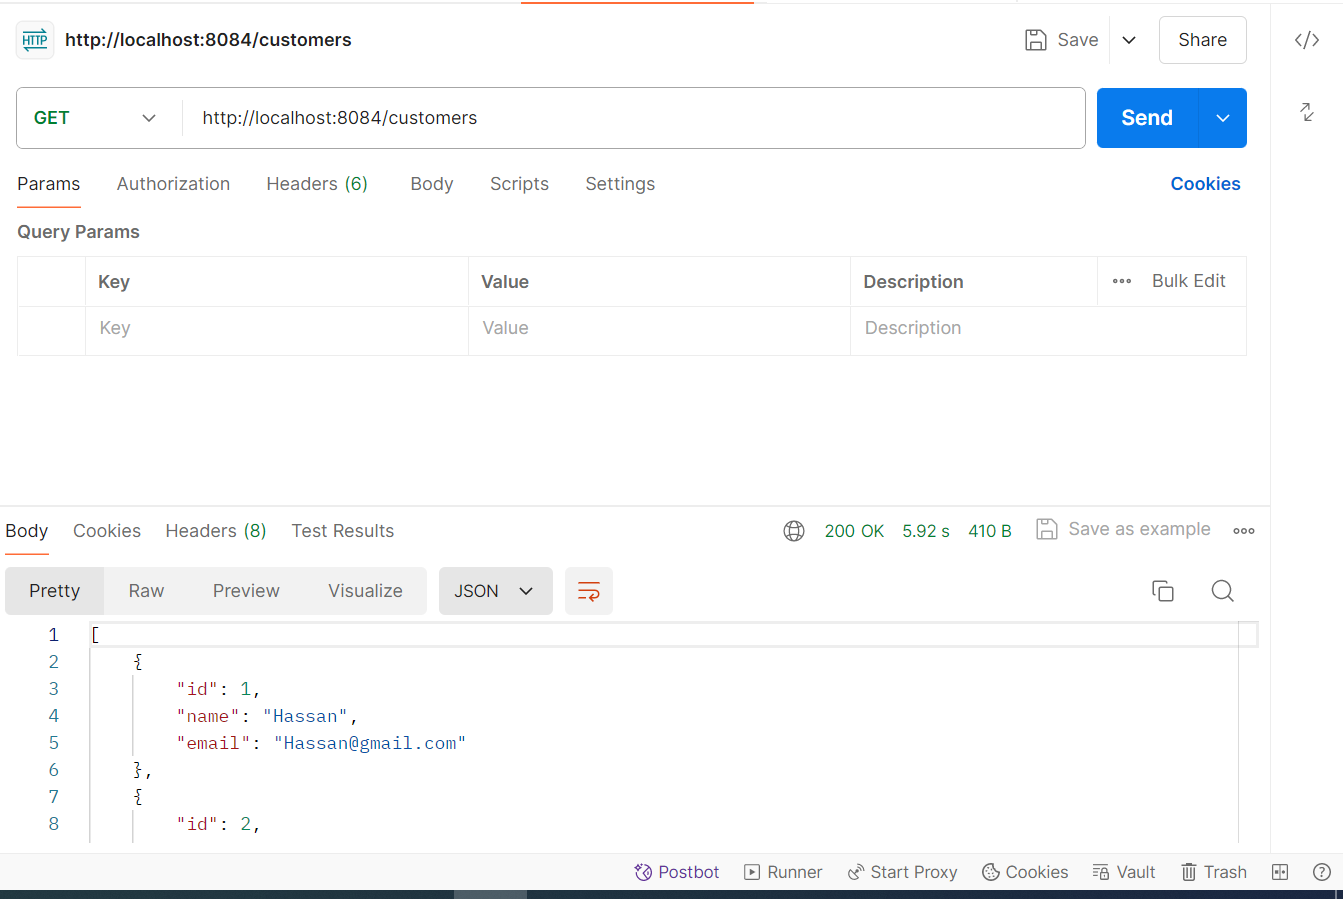 HTTP http://localhost:8084/customers Save Share
GET http://localhost:8084/customers Send
Params Authorization Headers (6) Body Scripts Settings Cookies
Query Params
Key Value Description Bulk Edit
Key Value Description
Body Cookies Headers (8) Test Results 200 OK 5.92 s 410 B Save as example
Pretty Raw Preview Visualize JSON
1 [
2 {
3 "id": 1,
4 "name": "Hassan",
5 "email": "Hassan@gmail.com"
6 },
7 {
8 "id": 2,
Postbot Runner Start Proxy Cookies Vault Trash